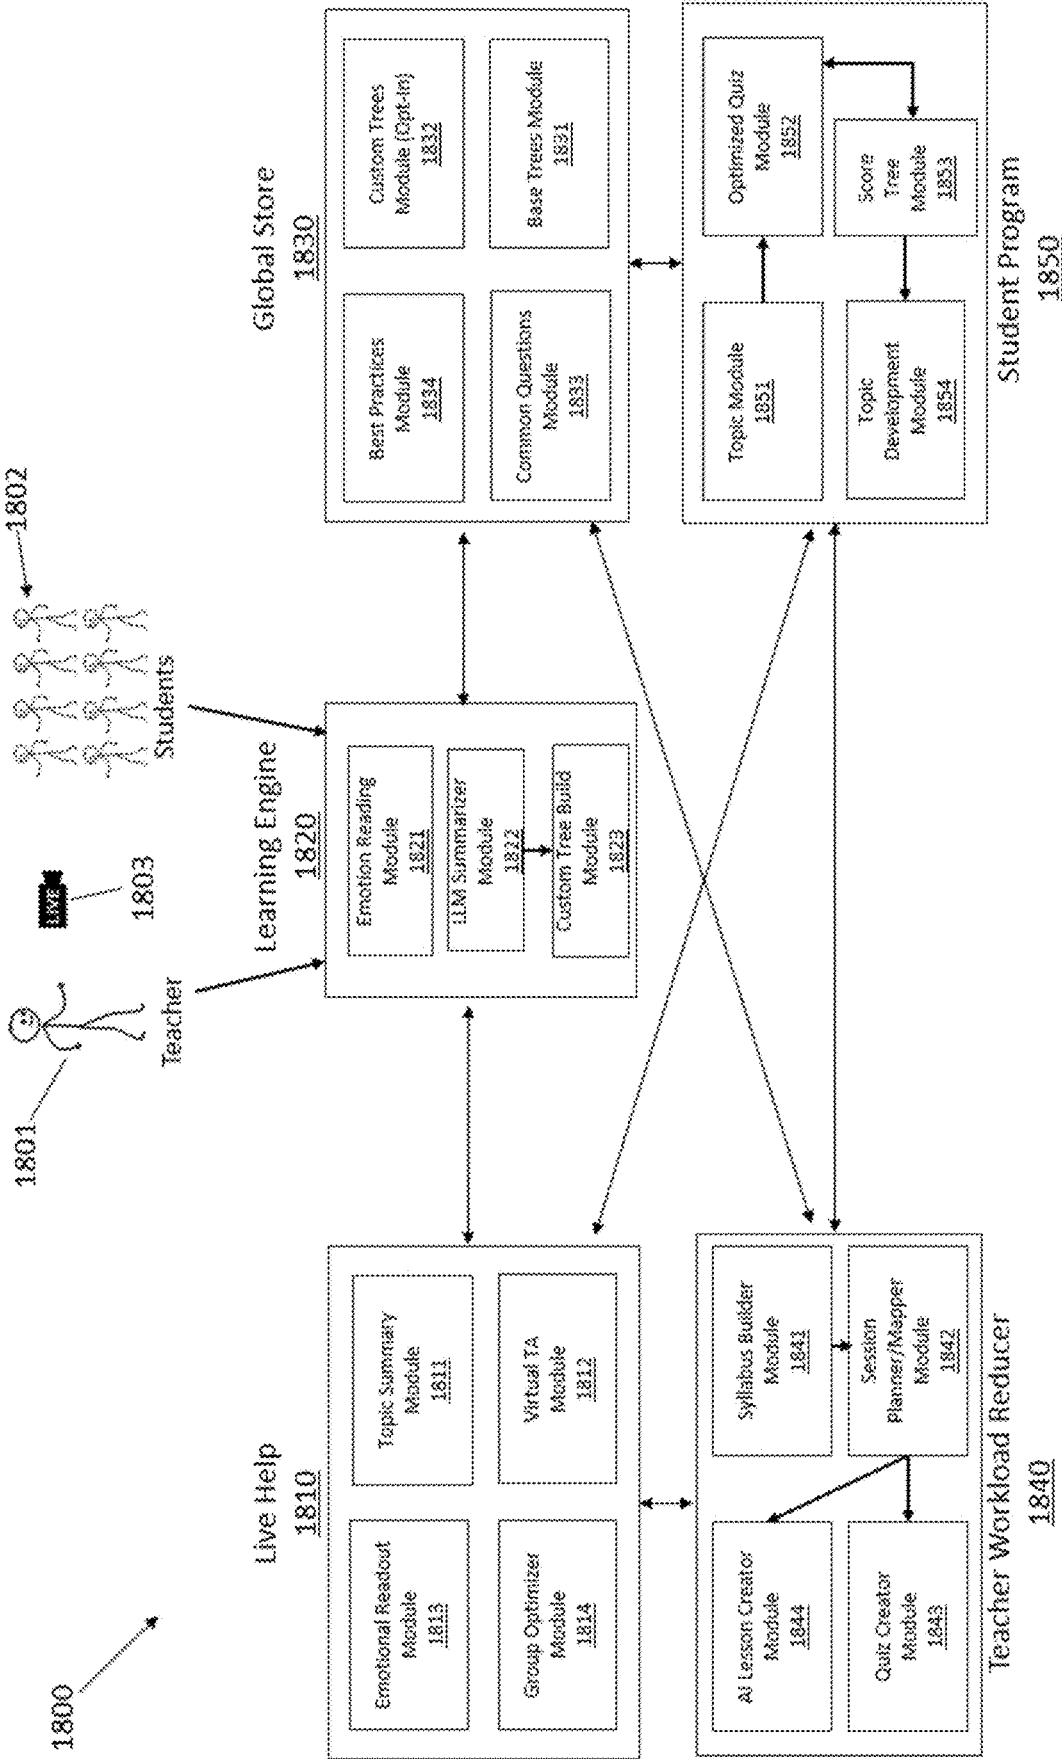 1800
1801
Teacher
1803
LIVE
1802
Students
Live Help
1810
Emotional Readout
Module
1813
Topic Summary
Module
1811
Group Optimizer
Module
1814
Virtual TA
Module
1812
Learning Engine
1820
Emotion Reading
Module
1821
LLM Summarizer
Module
1822
Custom Tree Build
Module
1823
Global Store
1830
Best Practices
Module
1834
Custom Trees
Module (Opt-In)
1832
Common Questions
Module
1833
Base Trees Module
1831
AI Lesson Creator
Module
1844
Syllabus Builder
Module
1841
Quiz Creator
Module
1843
Session
Planner/Mapper
Module
1842
Teacher Workload Reducer
1840
Topic Module
1851
Optimized Quiz
Module
1852
Topic
Development
Module
1854
Score
Tree
Module
1853
Student Program
1850